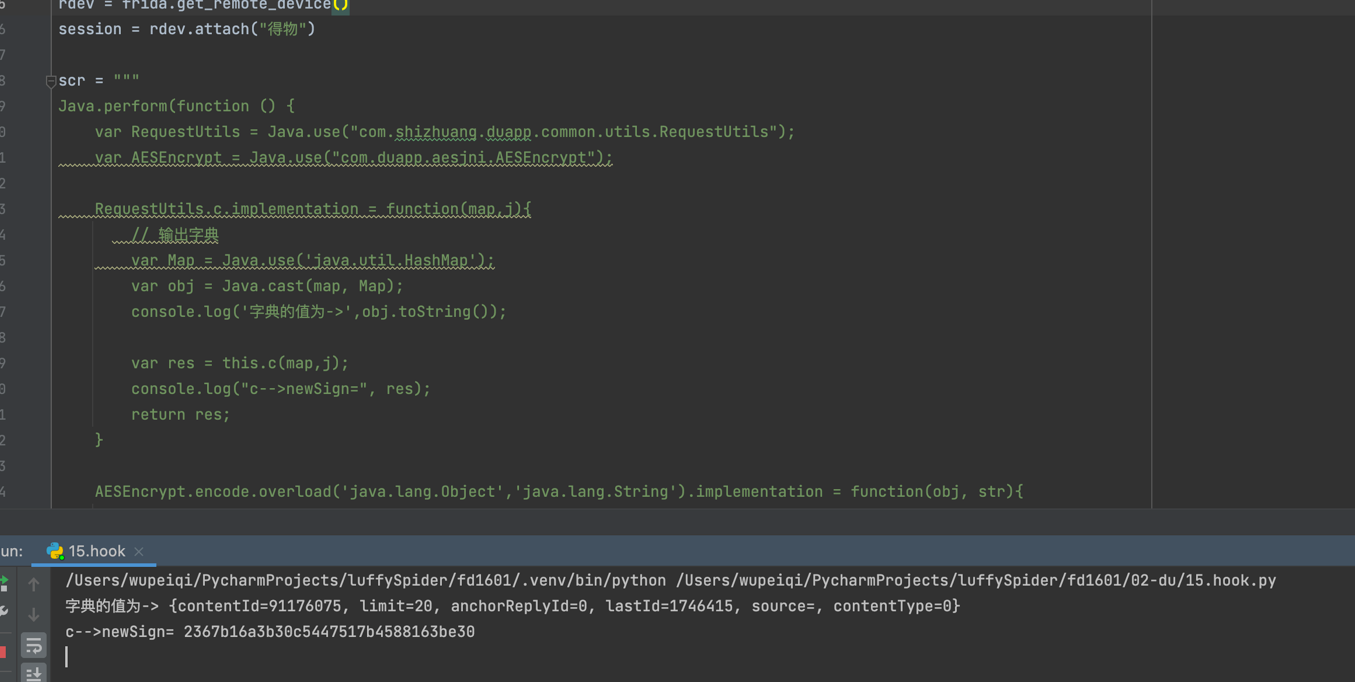 rdev = frida.get_remote_device()
6 session = rdev.attach("得物")
7
8 scr = """
9 Java.perform(function () {
0 var RequestUtils = Java.use("com.shizhuang.duapp.common.utils.RequestUtils");
1 var AESEncrypt = Java.use("com.duapp.aesjni.AESEncrypt");
2
3 RequestUtils.c.implementation = function(map,j){
4 // 输出字典
5 var Map = Java.use('java.util.HashMap');
6 var obj = Java.cast(map, Map);
7 console.log('字典的值为->',obj.toString());
8
9 var res = this.c(map,j);
0 console.log("c-->newSign=", res);
1 return res;
2 }
3
4 AESEncrypt.encode.overload('java.lang.Object','java.lang.String').implementation = function(obj, str){
un: 15.hook
/Users/wupeiqi/PycharmProjects/luffySpider/fd1601/.venv/bin/python /Users/wupeiqi/PycharmProjects/luffySpider/fd1601/02-du/15.hook.py
字典的值为-> {contentId=91176075, limit=20, anchorReplyId=0, lastId=1746415, source=, contentType=0}
c-->newSign= 2367b16a3b30c5447517b4588163be30